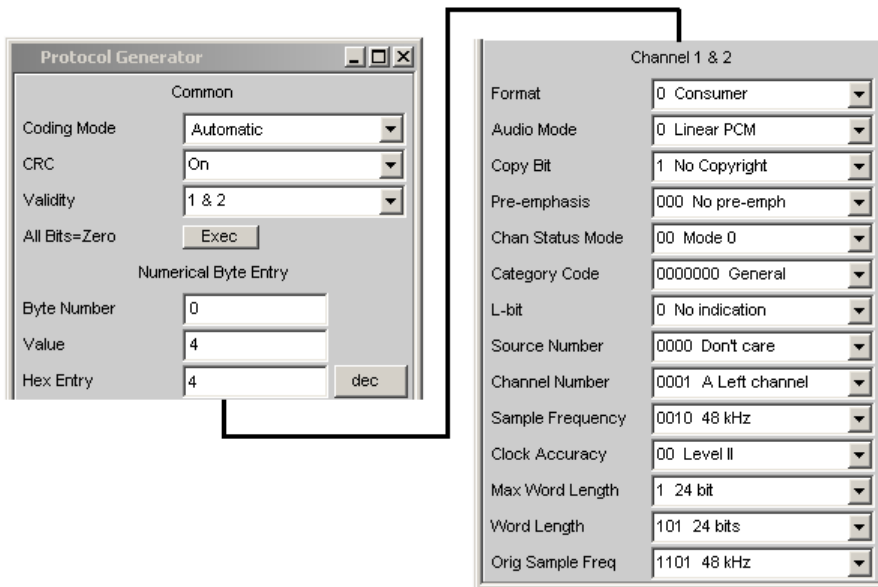 Protocol Generator
Common
Coding Mode Automatic
CRC On
Validity 1 & 2
All Bits=Zero Exec
Numerical Byte Entry
Byte Number 0
Value 4
Hex Entry 4 dec
Channel 1 & 2
Format 0 Consumer
Audio Mode 0 Linear PCM
Copy Bit 1 No Copyright
Pre-emphasis 000 No pre-emph
Chan Status Mode 00 Mode 0
Category Code 0000000 General
L-bit 0 No indication
Source Number 0000 Don't care
Channel Number 0001 A Left channel
Sample Frequency 0010 48 kHz
Clock Accuracy 00 Level II
Max Word Length 1 24 bit
Word Length 101 24 bits
Orig Sample Freq 1101 48 kHz